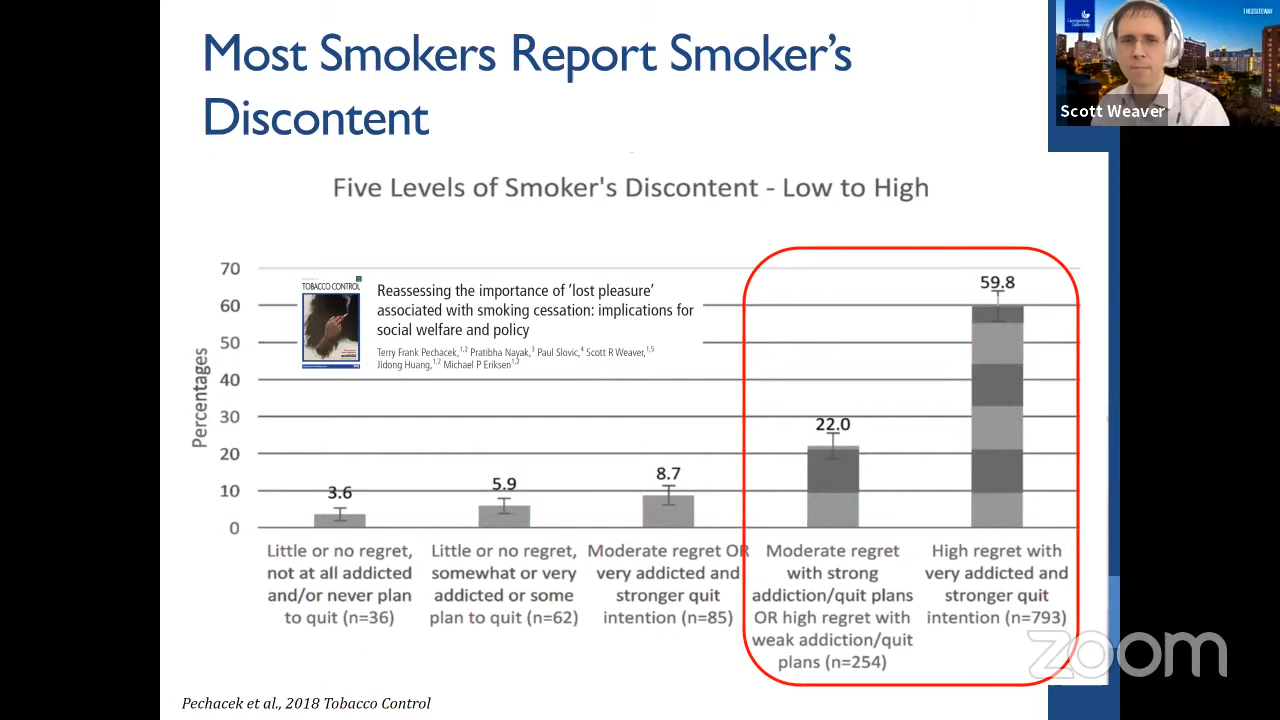 Most Smokers Report Smoker's
Discontent
THE STATE WAY
Georgia State
University
Scott Weaver
Five Levels of Smoker's Discontent - Low to High
TOBACCO CONTROL
Reassessing the importance of 'lost pleasure'
associated with smoking cessation: implications for
social welfare and policy
Terry Frank Pechacek,1,2 Pratibha Nayak,3 Paul Slovic,4 Scott R Weaver,1,5
Jidong Huang,1,2 Michael P Eriksen1,2
Percentages
70
60
50
40
30
20
10
0
3.6
5.9
8.7
22.0
59.8
Little or no regret,
not at all addicted
and/or never plan
to quit (n=36)
Little or no regret,
somewhat or very
addicted or some
plan to quit (n=62)
Moderate regret OR
very addicted and
stronger quit
intention (n=85)
Moderate regret
with strong
addiction/quit plans
OR high regret with
weak addiction/quit
plans (n=254)
High regret with
very addicted and
stronger quit
intention (n=793)
zoom
Pechacek et al., 2018 Tobacco Control